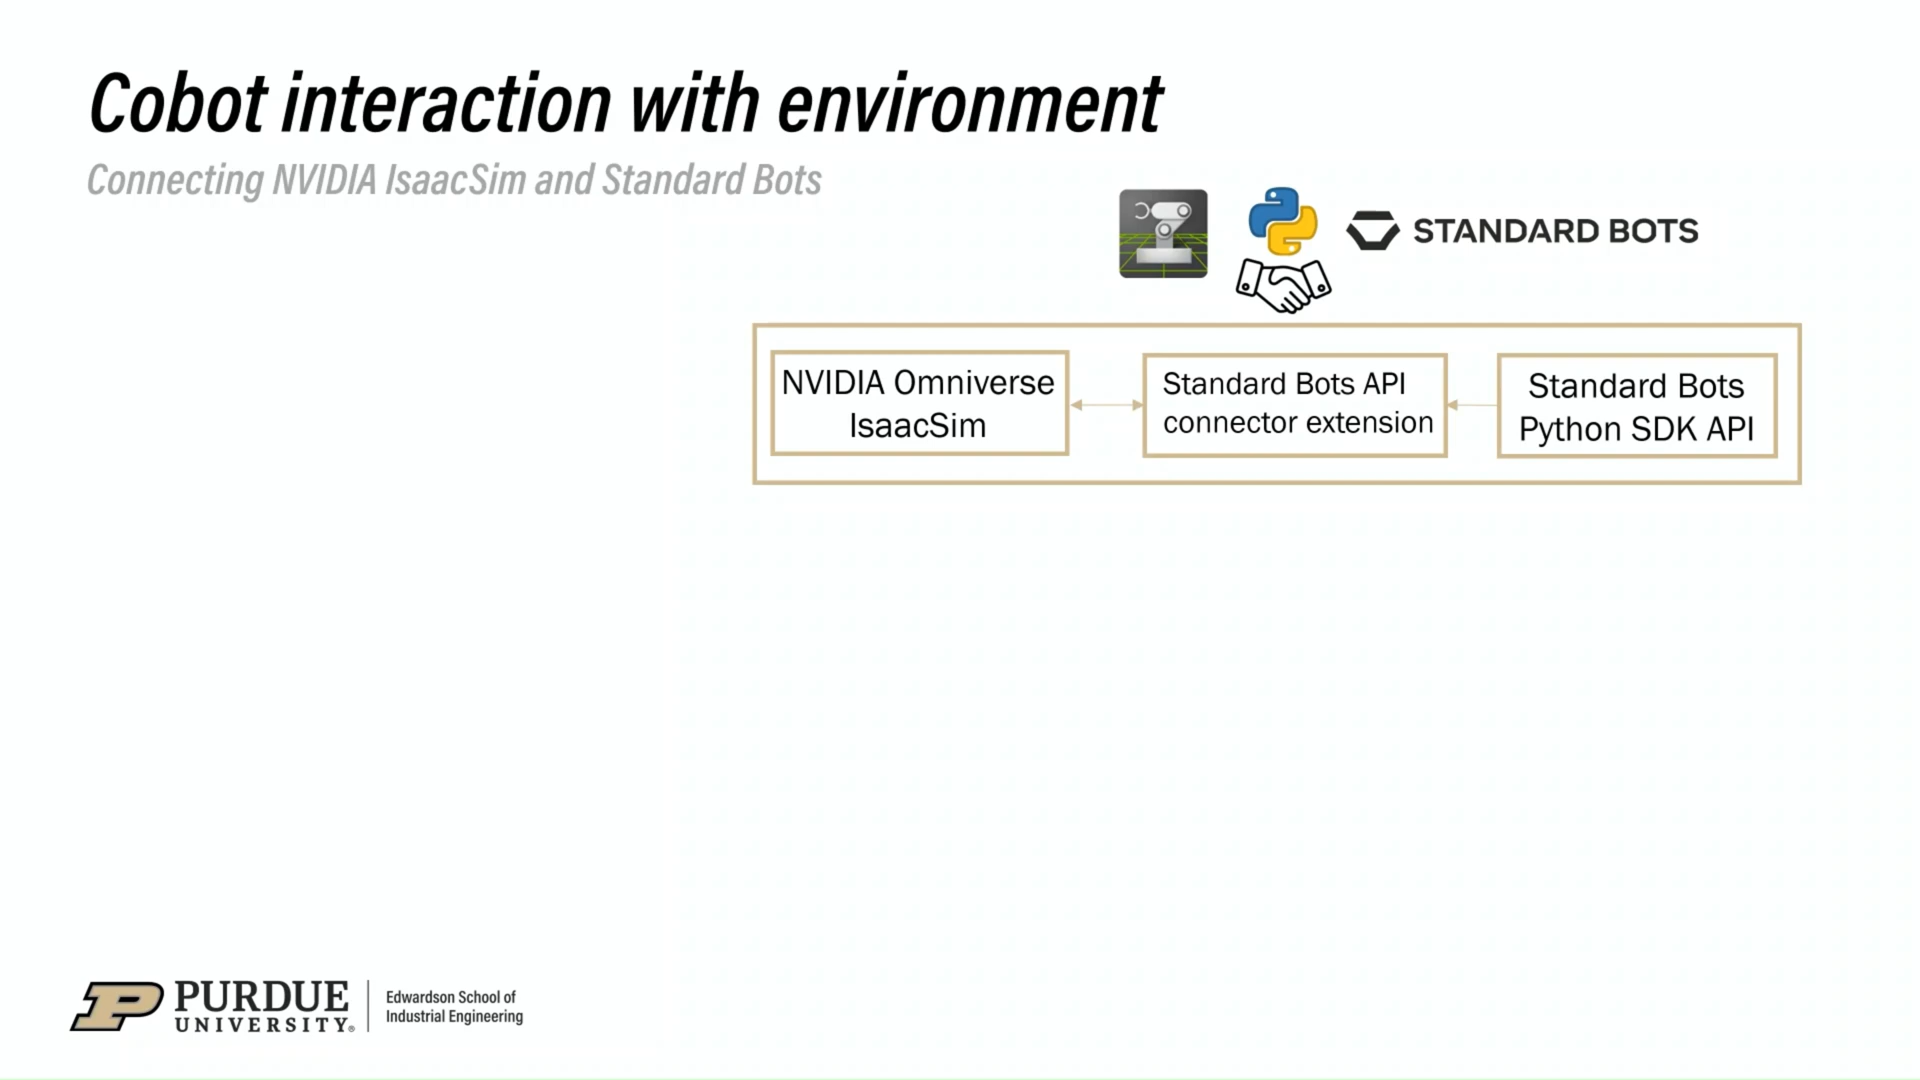 Cobot interaction with environment
Connecting NVIDIA IsaacSim and Standard Bots
STANDARD BOTS
NVIDIA Omniverse
IsaacSim
Standard Bots API
connector extension
Standard Bots
Python SDK API
PURDUE
UNIVERSITY®
Edwardson School of
Industrial Engineering